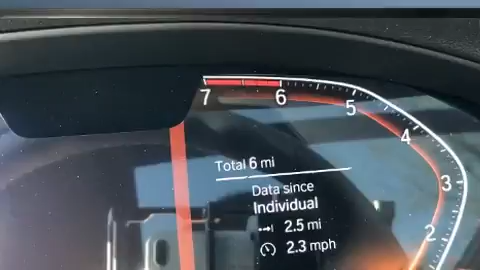 7 6 5 4 3 2
Total 6 mi
Data since
Individual
2.5 mi
2.3 mph